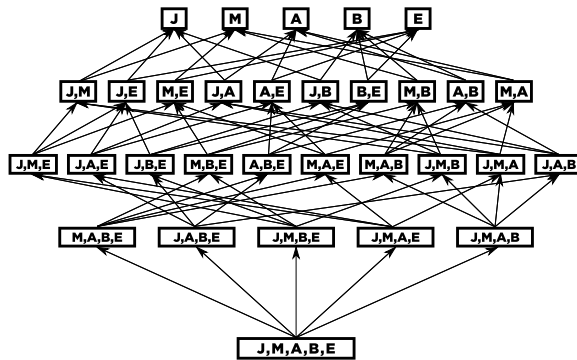 J M A B E
J,M J,E M,E J,A A,E J,B B,E M,B A,B M,A
J,M,E J,A,E J,B,E M,B,E A,B,E M,A,E M,A,B J,M,B J,M,A J,A,B
M,A,B,E J,A,B,E J,M,B,E J,M,A,E J,M,A,B
J,M,A,B,E